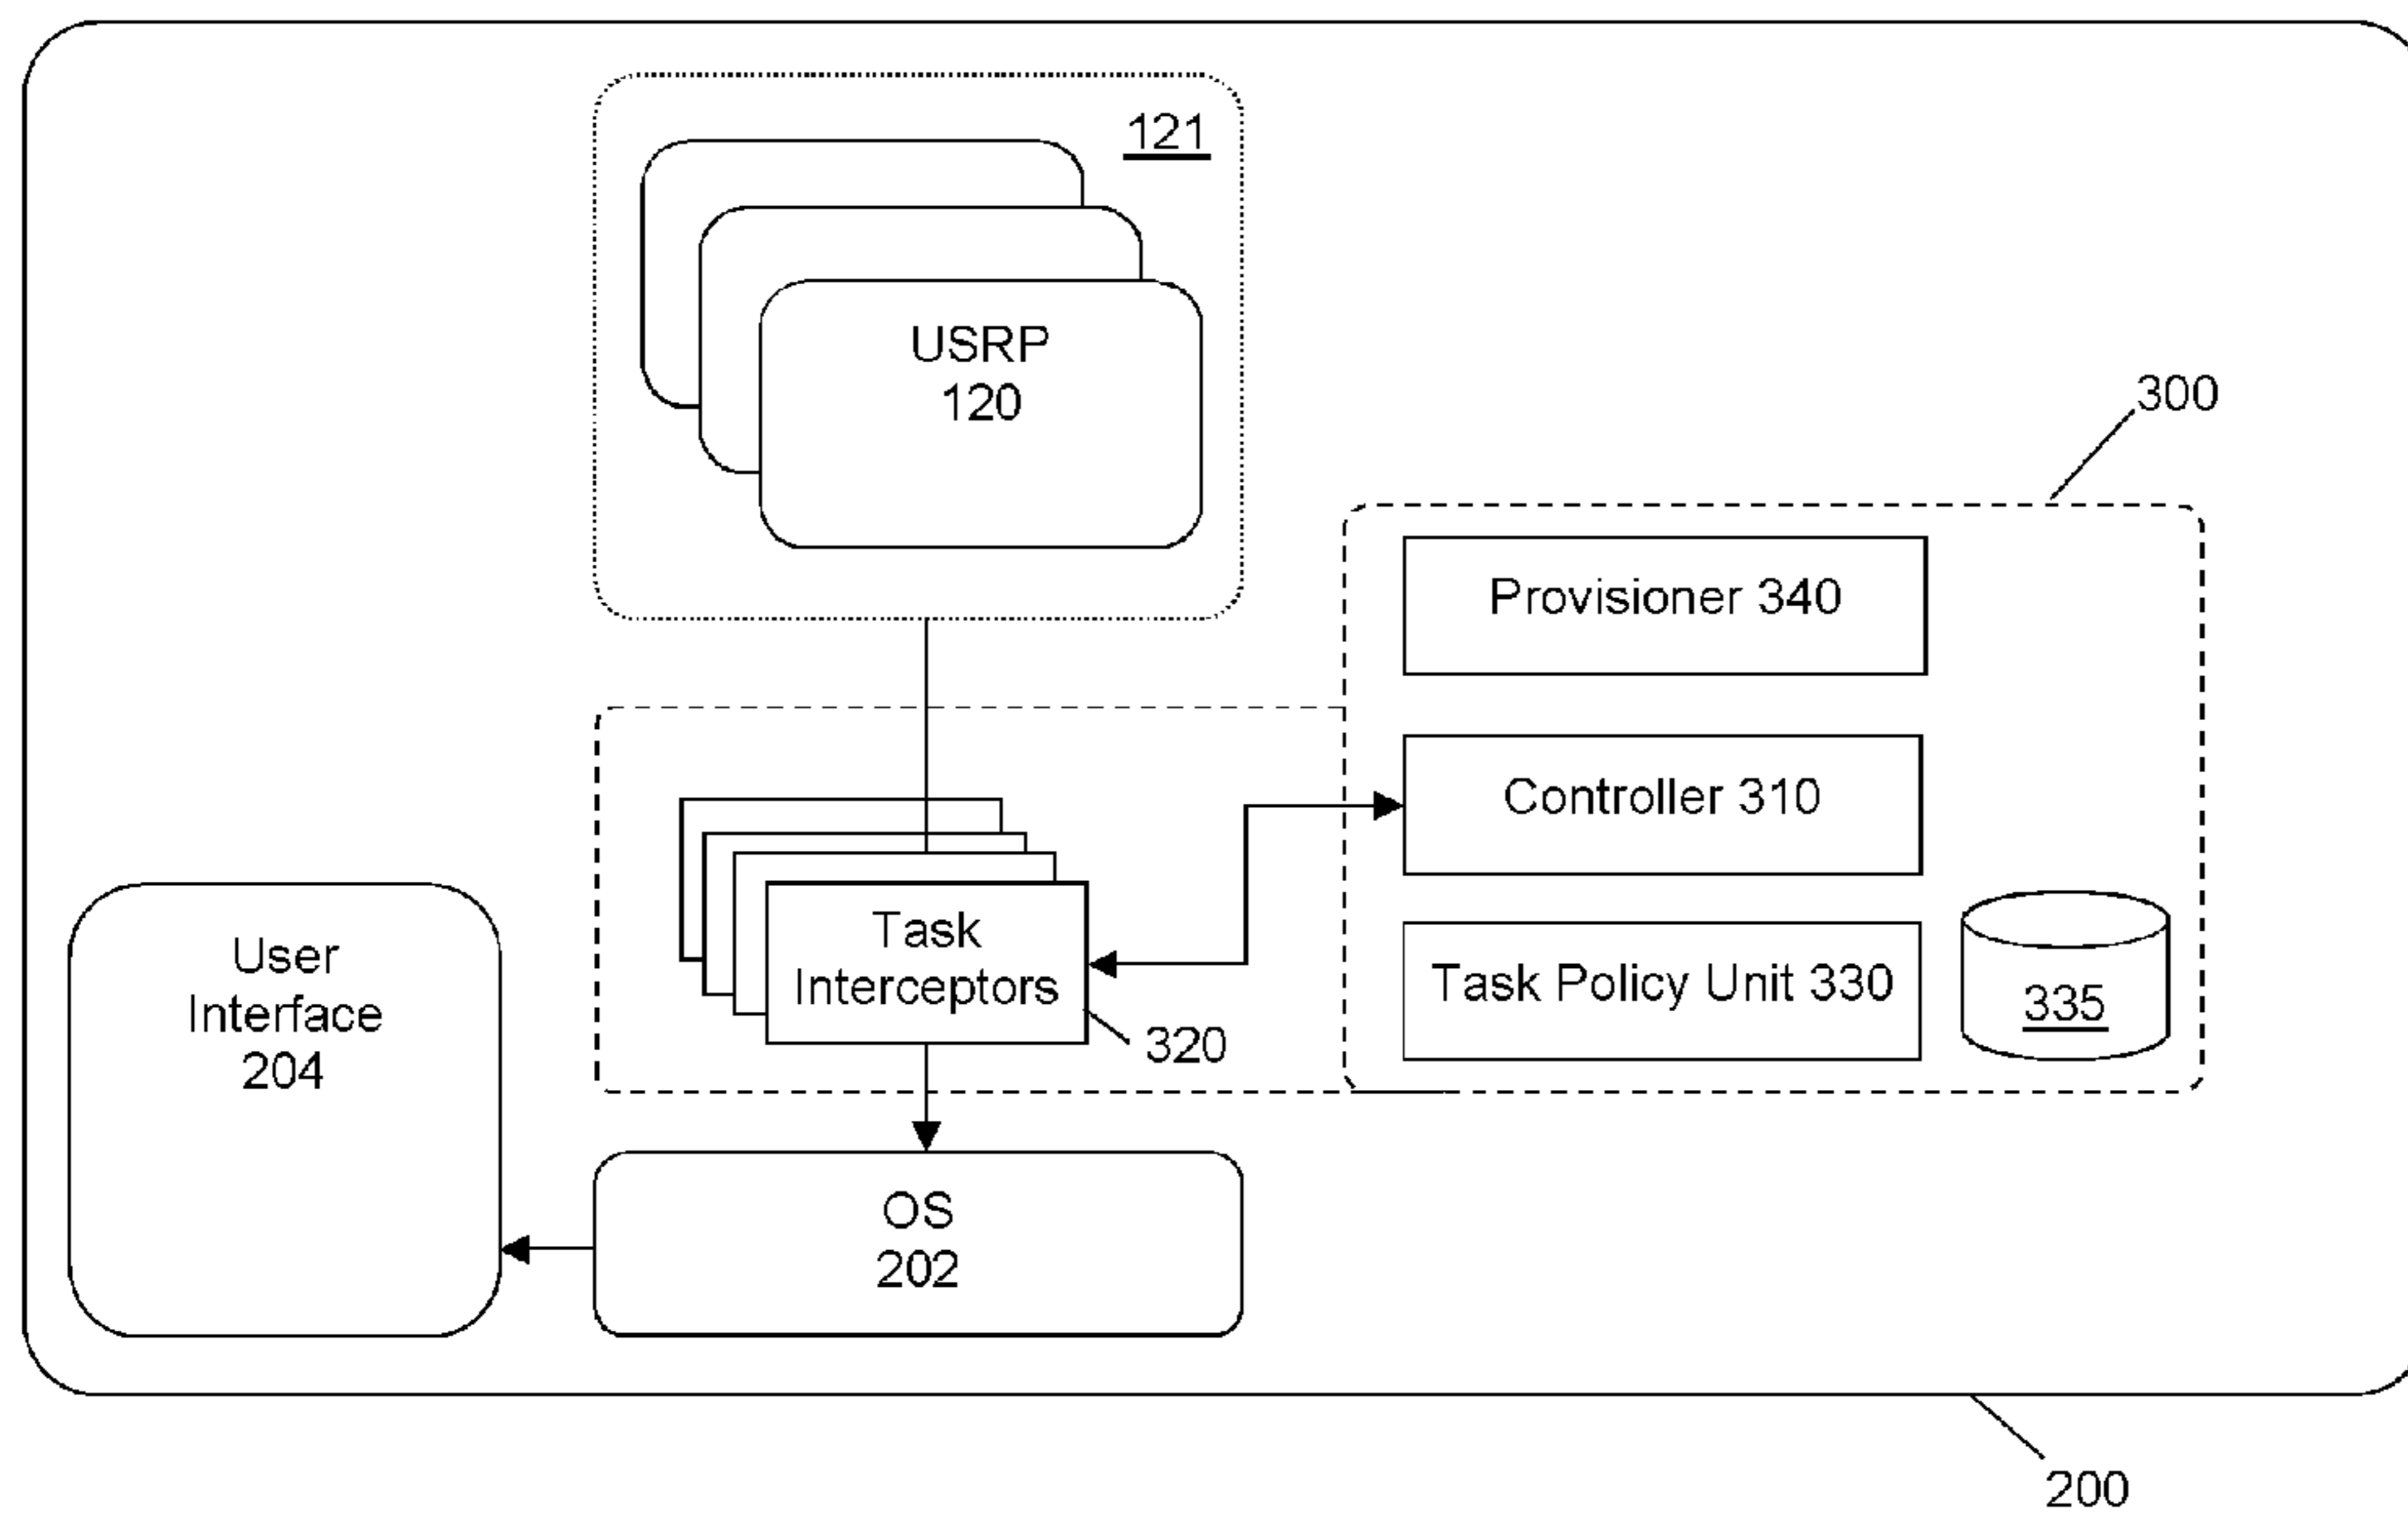 121
USRP
120
300
Provisioner 340
Controller 310
Task
Interceptors
320
Task Policy Unit 330
335
User
Interface
204
OS
202
200